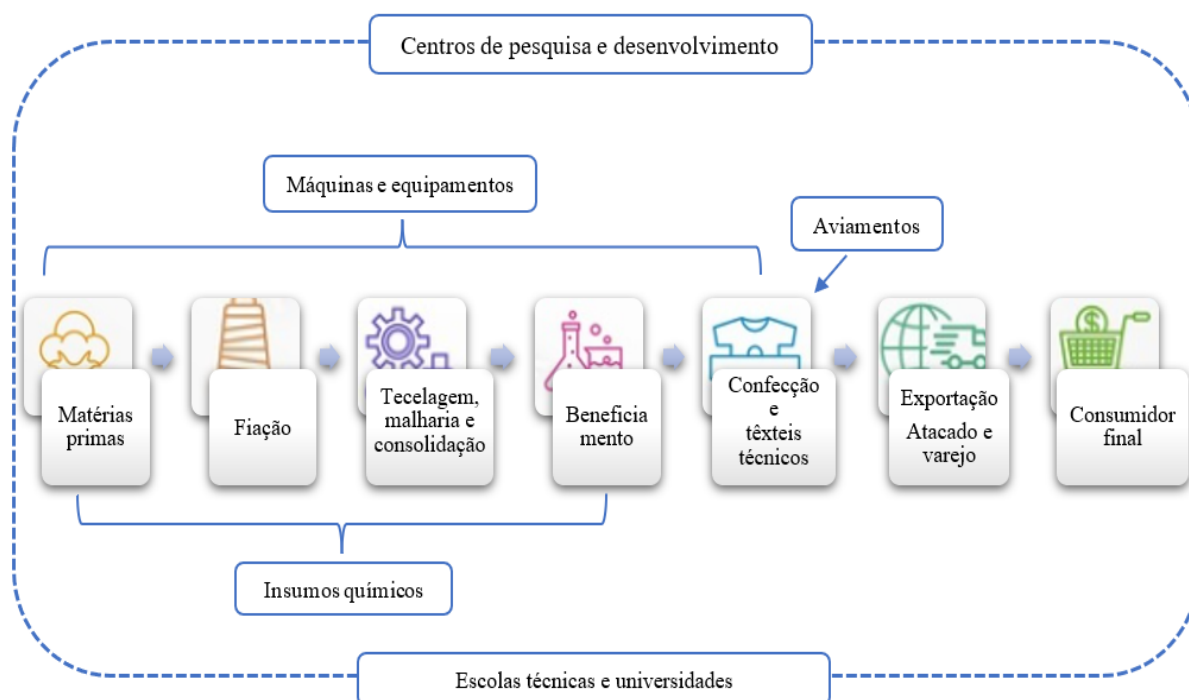 Centros de pesquisa e desenvolvimento
Máquinas e equipamentos
Aviamentos
Matérias
primas
Fiação
Tecelagem,
malharia e
consolidação
Beneficia
mento
Confecção
e
têxteis
técnicos
Exportação
Atacado e
varejo
Consumidor
final
Insumos químicos
Escolas técnicas e universidades